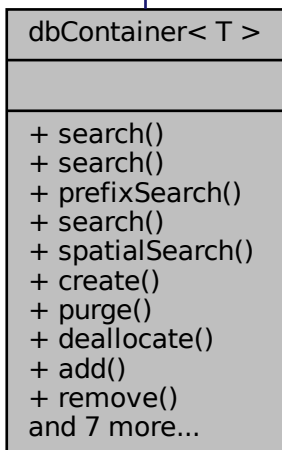 dbContainer< T >
+ search()
+ search()
+ prefixSearch()
+ search()
+ spatialSearch()
+ create()
+ purge()
+ deallocate()
+ add()
+ remove()
and 7 more...